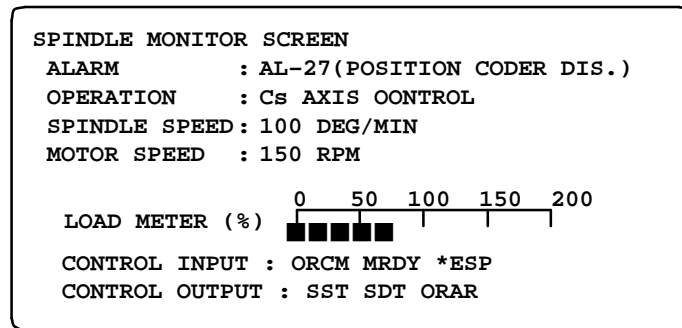 SPINDLE MONITOR SCREEN
ALARM : AL-27(POSITION CODER DIS.)
OPERATION : Cs AXIS OONTROL
SPINDLE SPEED: 100 DEG/MIN
MOTOR SPEED : 150 RPM
0 50 100 150 200
LOAD METER (%)
CONTROL INPUT : ORCM MRDY *ESP
CONTROL OUTPUT : SST SDT ORAR